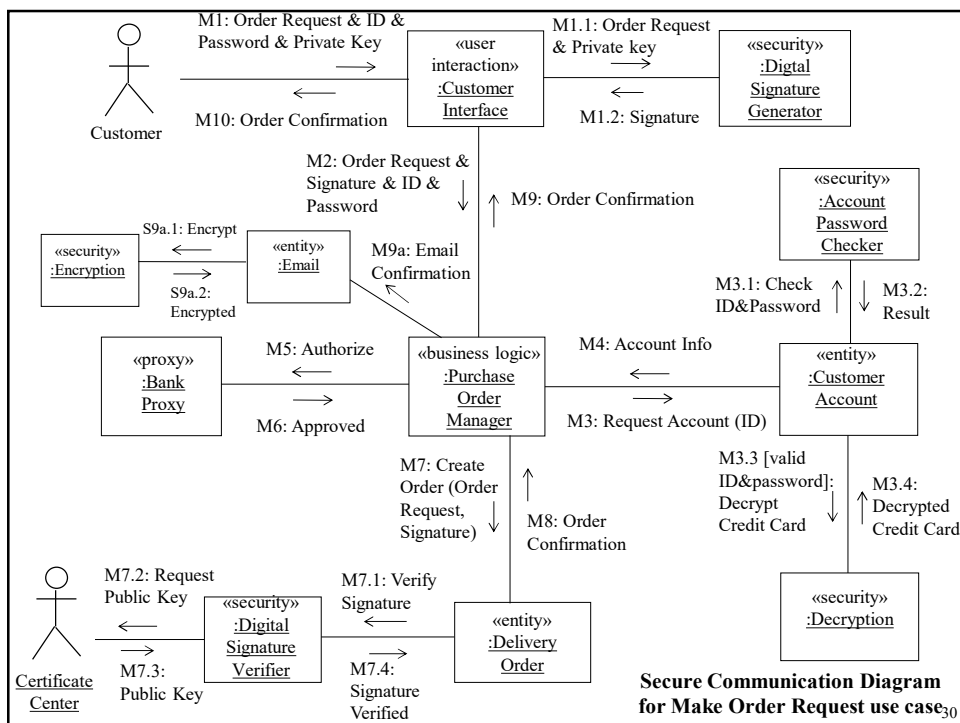 M1: Order Request & ID &
Password & Private Key
M10: Order Confirmation
Customer
«user
interaction»
:Customer
Interface
M1.1: Order Request
& Private key
M1.2: Signature
«security»
:Digtal
Signature
Generator
M2: Order Request &
Signature & ID &
Password
M9: Order Confirmation
«security»
:Account
Password
Checker
M3.1: Check
ID&Password
M3.2:
Result
«security»
:Encryption
S9a.1: Encrypt
S9a.2:
Encrypted
«entity»
:Email
M9a: Email
Confirmation
«proxy»
:Bank
Proxy
M5: Authorize
M6: Approved
«business logic»
:Purchase
Order
Manager
M4: Account Info
M3: Request Account (ID)
«entity»
:Customer
Account
M7: Create
Order (Order
Request,
Signature)
M8: Order
Confirmation
M3.3 [valid
ID&password]:
Decrypt
Credit Card
M3.4:
Decrypted
Credit Card
M7.2: Request
Public Key
M7.3:
Public Key
Certificate
Center
«security»
:Digital
Signature
Verifier
M7.1: Verify
Signature
M7.4:
Signature
Verified
«entity»
:Delivery
Order
«security»
:Decryption
Secure Communication Diagram
for Make Order Request use case
30